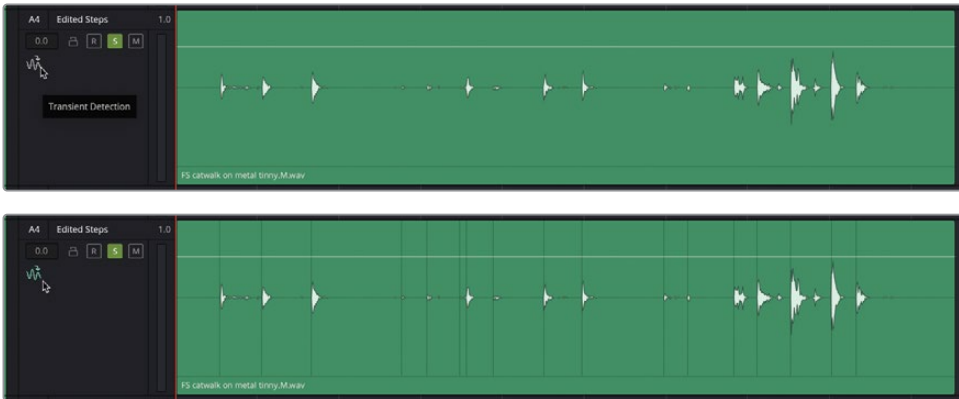 A4 Edited Steps 1.0
0.0 R S M
Transient Detection
FS catwalk on metal tinny.M.wav
A4 Edited Steps 1.0
0.0 R S M
FS catwalk on metal tinny.M.wav